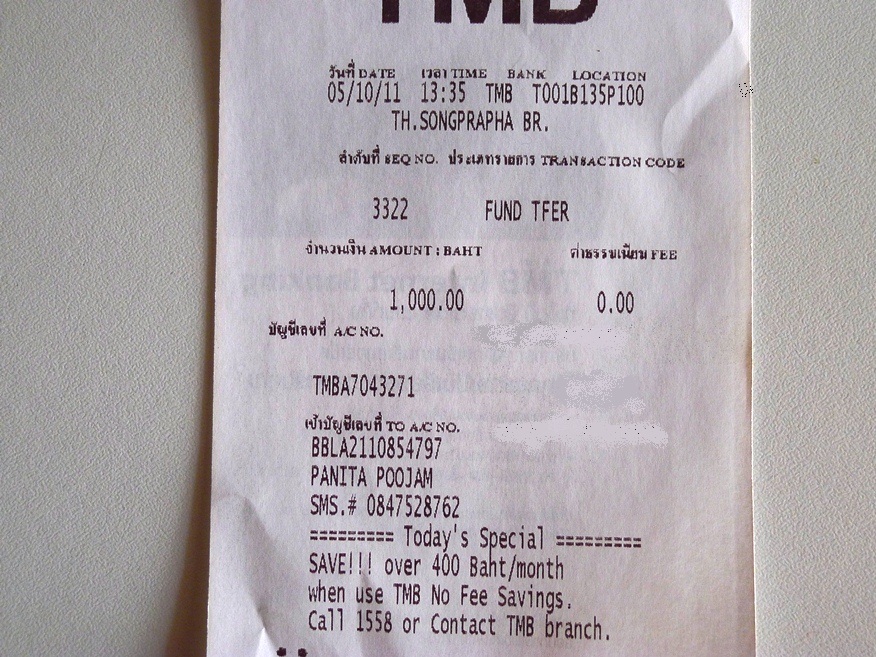 TMB
วันที่ DATE เวลา TIME BANK LOCATION
05/10/11 13:35 TMB T001B135P100
TH.SONGPRAPHA BR.
ลำดับที่ SEQ NO. ประเภทรายการ TRANSACTION CODE
3322 FUND TFER
จำนวนเงิน AMOUNT : BAHT ค่าธรรมเนียม FEE
1,000.00 0.00
บัญชีเลขที่ A/C NO.
TMBA7043271
เข้าบัญชีเลขที่ TO A/C NO.
BBLA2110854797
PANITA POOJAM
SMS.# 0847528762
========= Today's Special =========
SAVE!!! over 400 Baht/month
when use TMB No Fee Savings.
Call 1558 or Contact TMB branch.